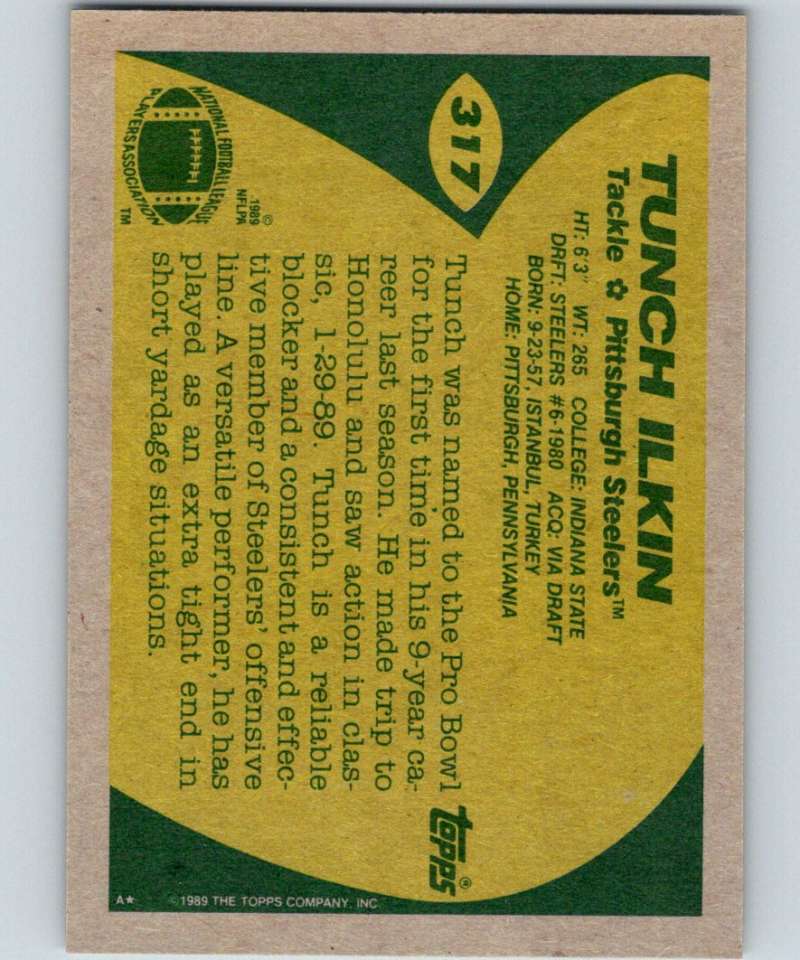 317
TUNCH ILKIN
Tackle ✿ Pittsburgh Steelers™
HT: 6'3" WT: 265 COLLEGE: INDIANA STATE
DRFT: STEELERS #6-1980 ACQ: VIA DRAFT
BORN: 9-23-57, ISTANBUL, TURKEY
HOME: PITTSBURGH, PENNSYLVANIA
Tunch was named to the Pro Bowl
for the first time in his 9-year ca-
reer last season. He made trip to
Honolulu and saw action in clas-
sic, 1-29-89. Tunch is a reliable
blocker and a consistent and effec-
tive member of Steelers' offensive
line. A versatile performer, he has
played as an extra tight end in
short yardage situations.
NATIONAL FOOTBALL LEAGUE
PLAYERS ASSOCIATION
TM
©
1989
NFLPA
TOPPS®
A★ ©1989 THE TOPPS COMPANY, INC.